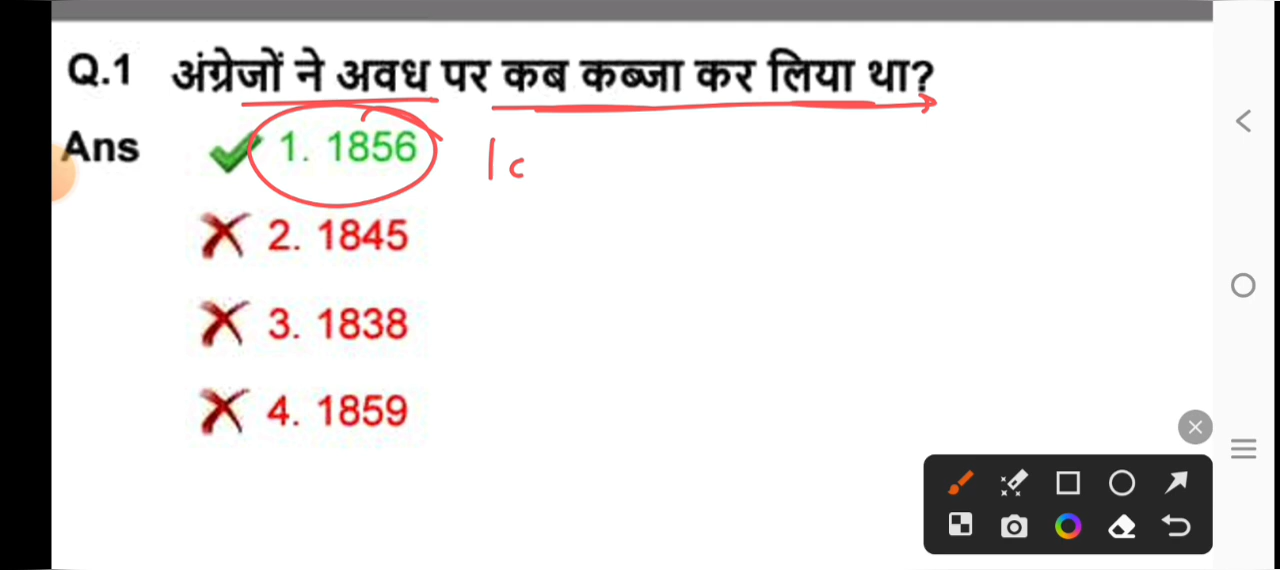 Q.1 अंग्रेजों ने अवध पर कब कब्जा कर लिया था?
Ans 1. 1856
2. 1845
3. 1838
4. 1859